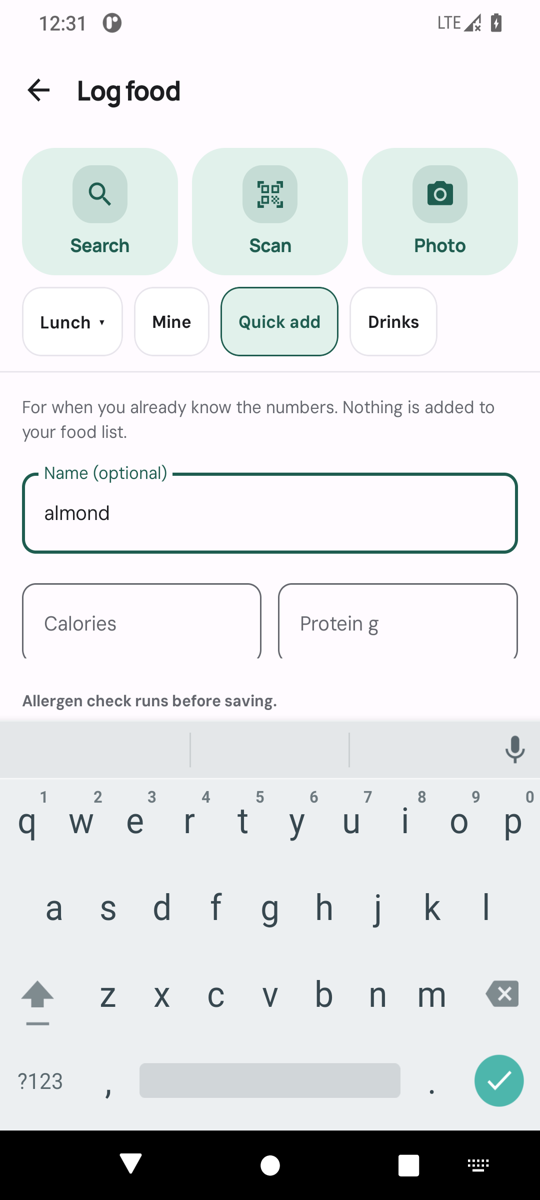 12:31
LTE
Log food
Search
Scan
Photo
Lunch ▾
Mine
Quick add
Drinks
For when you already know the numbers. Nothing is added to
your food list.
Name (optional)
almond
Calories
Protein g
Allergen check runs before saving.
1 2 3 4 5 6 7 8 9 0
q w e r t y u i o p
a s d f g h j k l
z x c v b n m
?123 , .